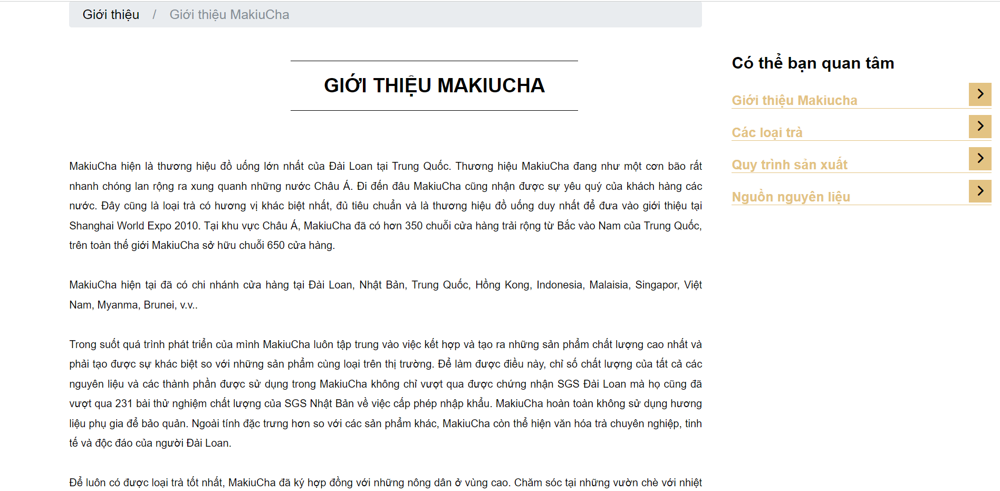 Giới thiệu / Giới thiệu MakiuCha
GIỚI THIỆU MAKIUCHA
MakiuCha hiện là thương hiệu đồ uống lớn nhất của Đài Loan tại Trung Quốc. Thương hiệu MakiuCha đang như một cơn bão rất
nhanh chóng lan rộng ra xung quanh những nước Châu Á. Đi đến đâu MakiuCha cũng nhận được sự yêu quý của khách hàng các
nước. Đây cũng là loại trà có hương vị khác biệt nhất, đủ tiêu chuẩn và là thương hiệu đồ uống duy nhất để đưa vào giới thiệu tại
Shanghai World Expo 2010. Tại khu vực Châu Á, MakiuCha đã có hơn 350 chuỗi cửa hàng trải rộng từ Bắc vào Nam của Trung Quốc,
trên toàn thế giới MakiuCha sở hữu chuỗi 650 cửa hàng.
MakiuCha hiện tại đã có chi nhánh cửa hàng tại Đài Loan, Nhật Bản, Trung Quốc, Hồng Kong, Indonesia, Malaisia, Singapor, Việt
Nam, Myanma, Brunei, v.v..
Trong suốt quá trình phát triển của mình MakiuCha luôn tập trung vào việc kết hợp và tạo ra những sản phẩm chất lượng cao nhất và
phải tạo được sự khác biệt so với những sản phẩm cùng loại trên thị trường. Để làm được điều này, chỉ số chất lượng của tất cả các
nguyên liệu và các thành phần được sử dụng trong MakiuCha không chỉ vượt qua được chứng nhận SGS Đài Loan mà họ cũng đã
vượt qua 231 bài thử nghiệm chất lượng của SGS Nhật Bản về việc cấp phép nhập khẩu. MakiuCha hoàn toàn không sử dụng hương
liệu phụ gia để bảo quản. Ngoài tính đặc trưng hơn so với các sản phẩm khác, MakiuCha còn thể hiện văn hóa trà chuyên nghiệp, tinh
tế và độc đáo của người Đài Loan.
Để luôn có được loại trà tốt nhất, MakiuCha đã ký hợp đồng với những nông dân ở vùng cao. Chăm sóc tại những vườn chè với nhiệt
Có thể bạn quan tâm
Giới thiệu Makiucha
Các loại trà
Quy trình sản xuất
Nguồn nguyên liệu